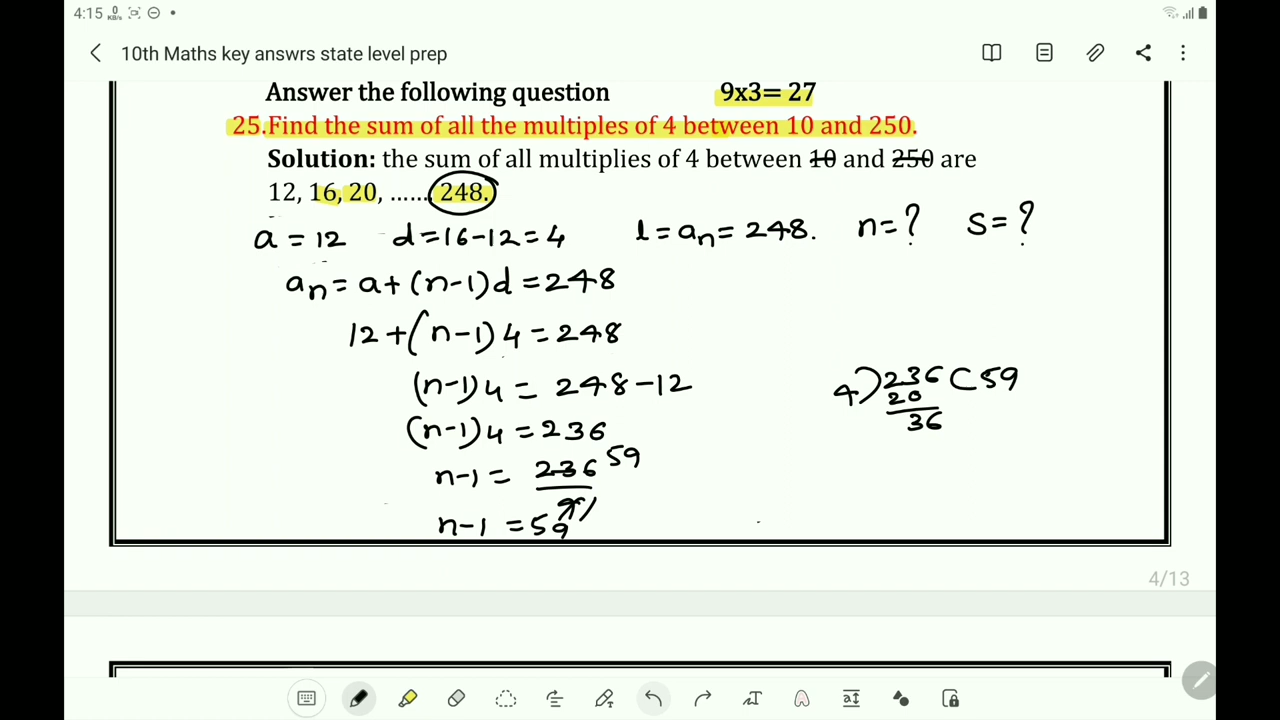 4:15 0 KB/s
10th Maths key answrs state level prep
Answer the following question 9x3= 27
25.Find the sum of all the multiples of 4 between 10 and 250.
Solution: the sum of all multiplies of 4 between 10 and 250 are
12, 16, 20, ....... 248.
a = 12 d = 16-12 = 4 l = an = 248. n = ? S = ?
an = a + (n-1)d = 248
12 + (n-1) 4 = 248
(n-1) 4 = 248 - 12
4) 236 ( 59
20
36
(n-1) 4 = 236
n-1 = 236 59
n-1 = 59
4/13